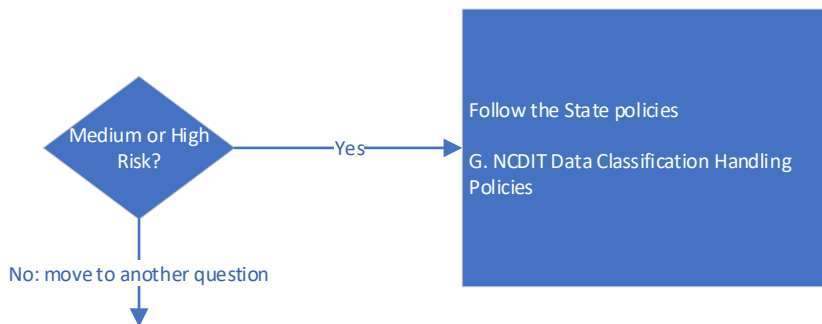 Medium or High
Risk?
Yes
Follow the State policies
G. NCDIT Data Classification Handling
Policies
No: move to another question